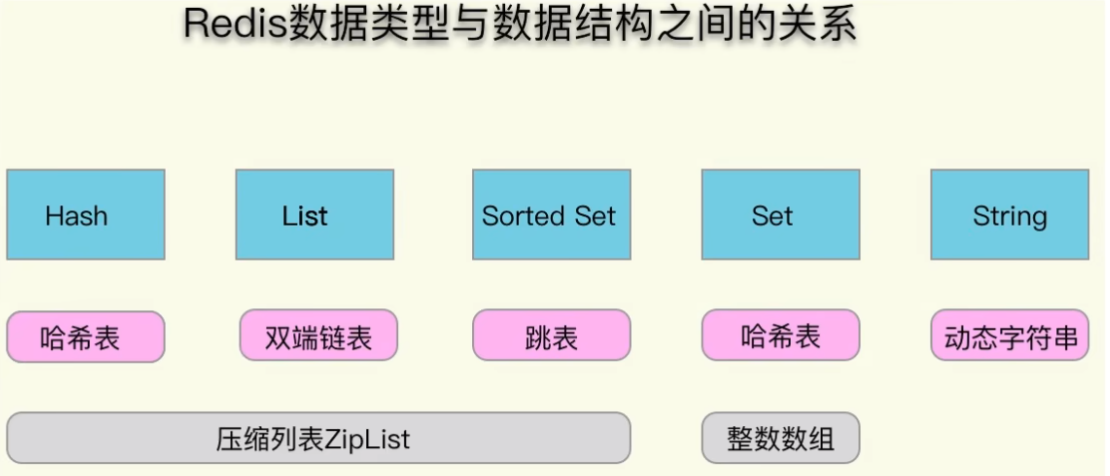 Redis数据类型与数据结构之间的关系
Hash List Sorted Set Set String
哈希表 双端链表 跳表 哈希表 动态字符串
压缩列表ZipList 整数数组